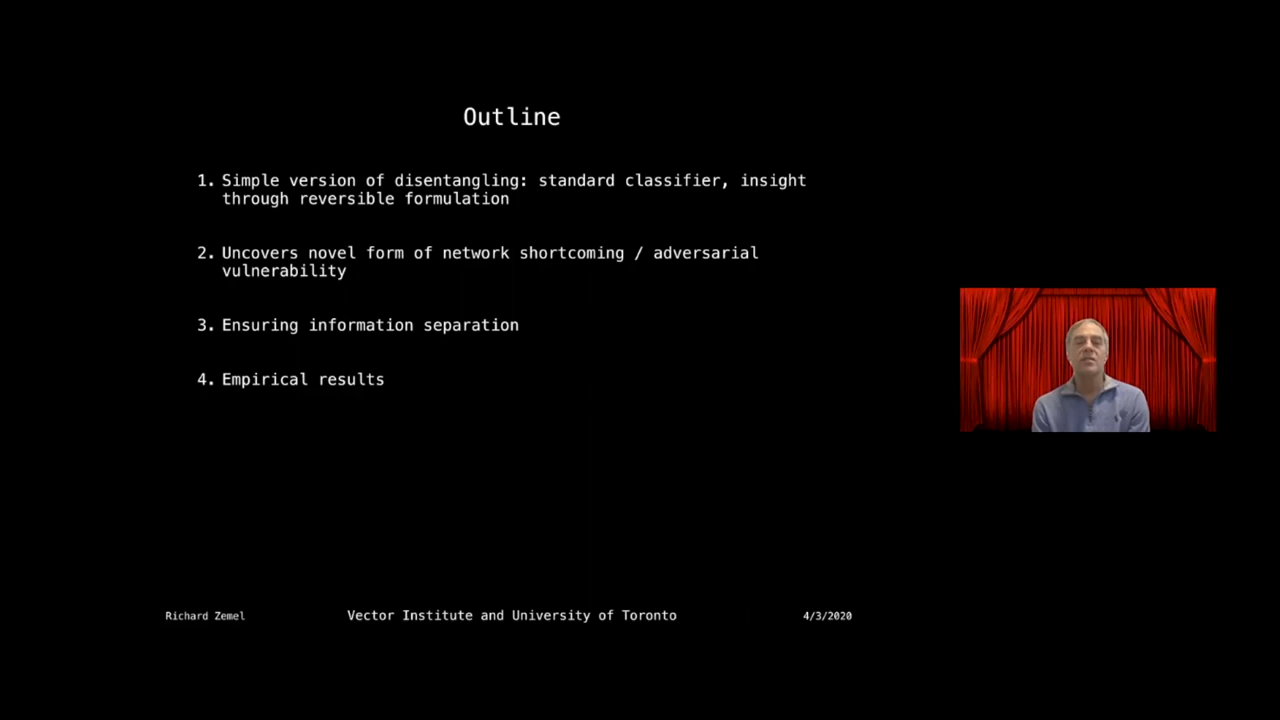 Outline
1. Simple version of disentangling: standard classifier, insight
through reversible formulation
2. Uncovers novel form of network shortcoming / adversarial
vulnerability
3. Ensuring information separation
4. Empirical results
Richard Zemel
Vector Institute and University of Toronto
4/3/2020